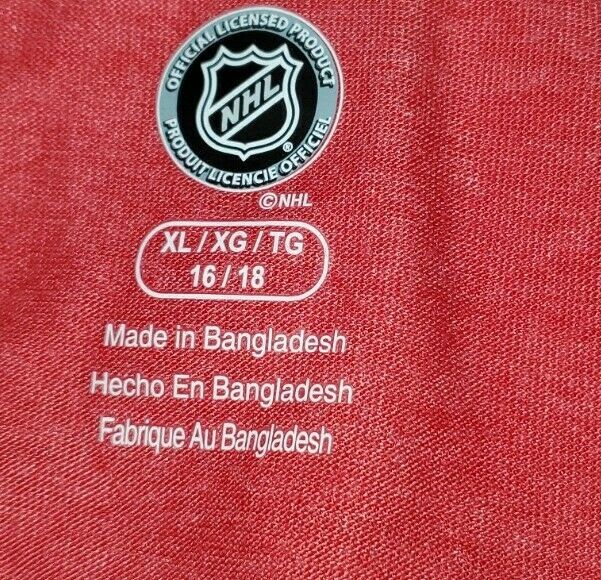 OFFICIAL LICENSED PRODUCT
NHL
®
PRODUIT LICENCIE OFFICIEL
©NHL
XL / XG / TG
16 / 18
Made in Bangladesh
Hecho En Bangladesh
Fabrique Au Bangladesh